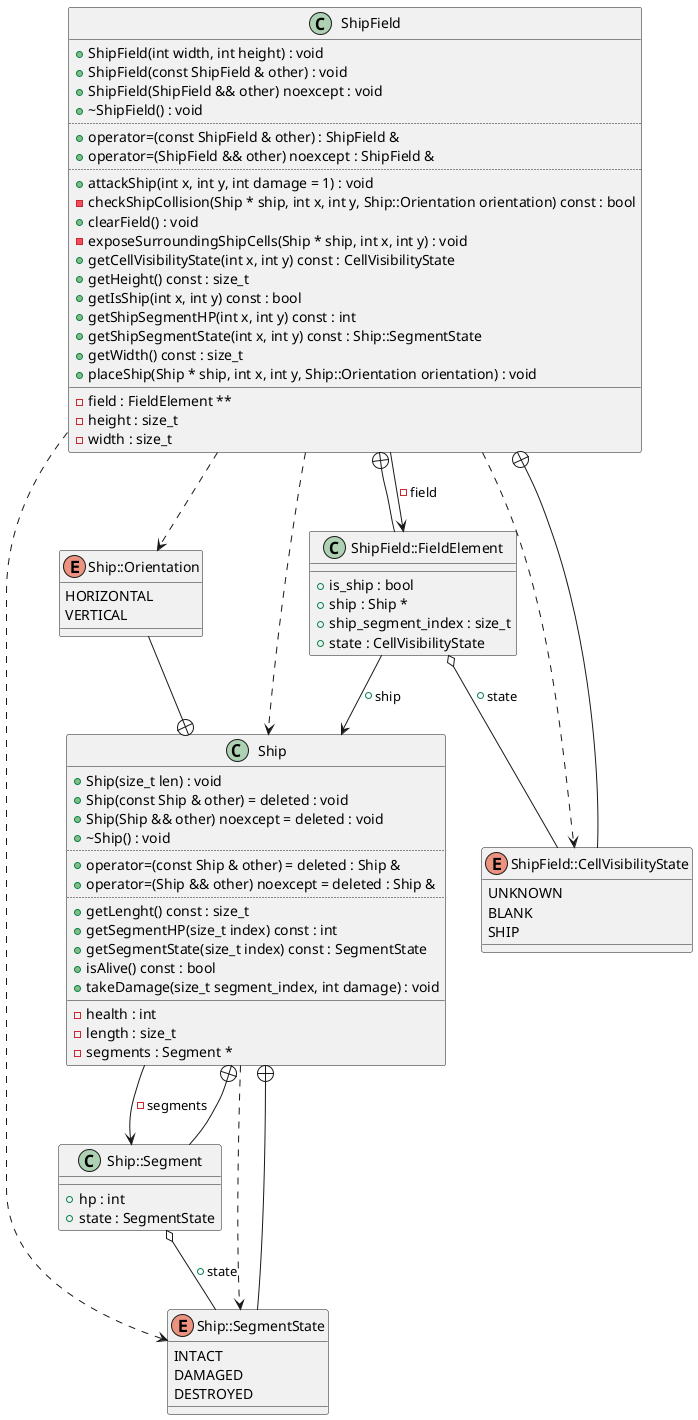 C ShipField
ShipField(int width, int height) : void
ShipField(const ShipField & other) : void
ShipField(ShipField && other) noexcept : void
~ShipField() : void
operator=(const ShipField & other) : ShipField &
operator=(ShipField && other) noexcept : ShipField &
attackShip(int x, int y, int damage = 1) : void
checkShipCollision(Ship * ship, int x, int y, Ship::Orientation orientation) const : bool
clearField() : void
exposeSurroundingShipCells(Ship * ship, int x, int y) : void
getCellVisibilityState(int x, int y) const : CellVisibilityState
getHeight() const : size_t
getIsShip(int x, int y) const : bool
getShipSegmentHP(int x, int y) const : int
getShipSegmentState(int x, int y) const : Ship::SegmentState
getWidth() const : size_t
placeShip(Ship * ship, int x, int y, Ship::Orientation orientation) : void
field : FieldElement **
height : size_t
width : size_t
field
E Ship::Orientation
HORIZONTAL
VERTICAL
C ShipField::FieldElement
is_ship : bool
ship : Ship *
ship_segment_index : size_t
state : CellVisibilityState
ship
state
C Ship
Ship(size_t len) : void
Ship(const Ship & other) = deleted : void
Ship(Ship && other) noexcept = deleted : void
~Ship() : void
operator=(const Ship & other) = deleted : Ship &
operator=(Ship && other) noexcept = deleted : Ship &
getLenght() const : size_t
getSegmentHP(size_t index) const : int
getSegmentState(size_t index) const : SegmentState
isAlive() const : bool
takeDamage(size_t segment_index, int damage) : void
health : int
length : size_t
segments : Segment *
E ShipField::CellVisibilityState
UNKNOWN
BLANK
SHIP
segments
C Ship::Segment
hp : int
state : SegmentState
state
E Ship::SegmentState
INTACT
DAMAGED
DESTROYED